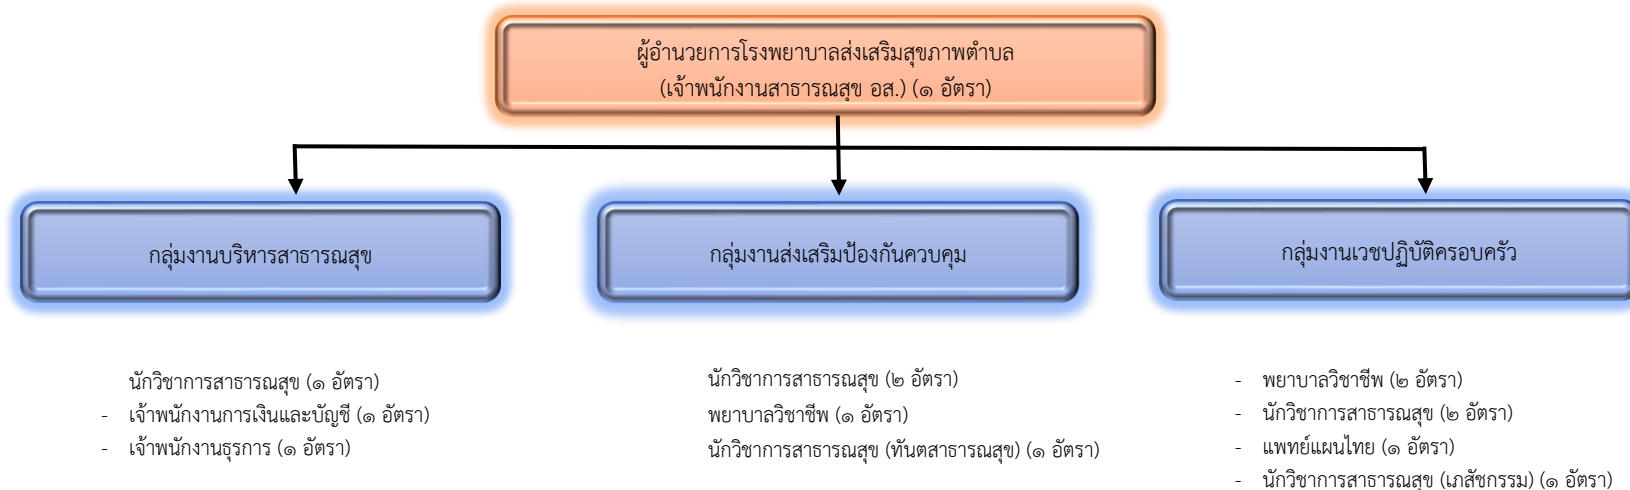 ผู้อำนวยการโรงพยาบาลส่งเสริมสุขภาพตำบล
(เจ้าพนักงานสาธารณสุข อส.) (๑ อัตรา)
กลุ่มงานบริหารสาธารณสุข
กลุ่มงานส่งเสริมป้องกันควบคุม
กลุ่มงานเวชปฏิบัติครอบครัว
นักวิชาการสาธารณสุข (๑ อัตรา)
- เจ้าพนักงานการเงินและบัญชี (๑ อัตรา)
- เจ้าพนักงานธุรการ (๑ อัตรา)
นักวิชาการสาธารณสุข (๒ อัตรา)
พยาบาลวิชาชีพ (๑ อัตรา)
นักวิชาการสาธารณสุข (ทันตสาธารณสุข) (๑ อัตรา)
- พยาบาลวิชาชีพ (๒ อัตรา)
- นักวิชาการสาธารณสุข (๒ อัตรา)
- แพทย์แผนไทย (๑ อัตรา)
- นักวิชาการสาธารณสุข (เภสัชกรรม) (๑ อัตรา)